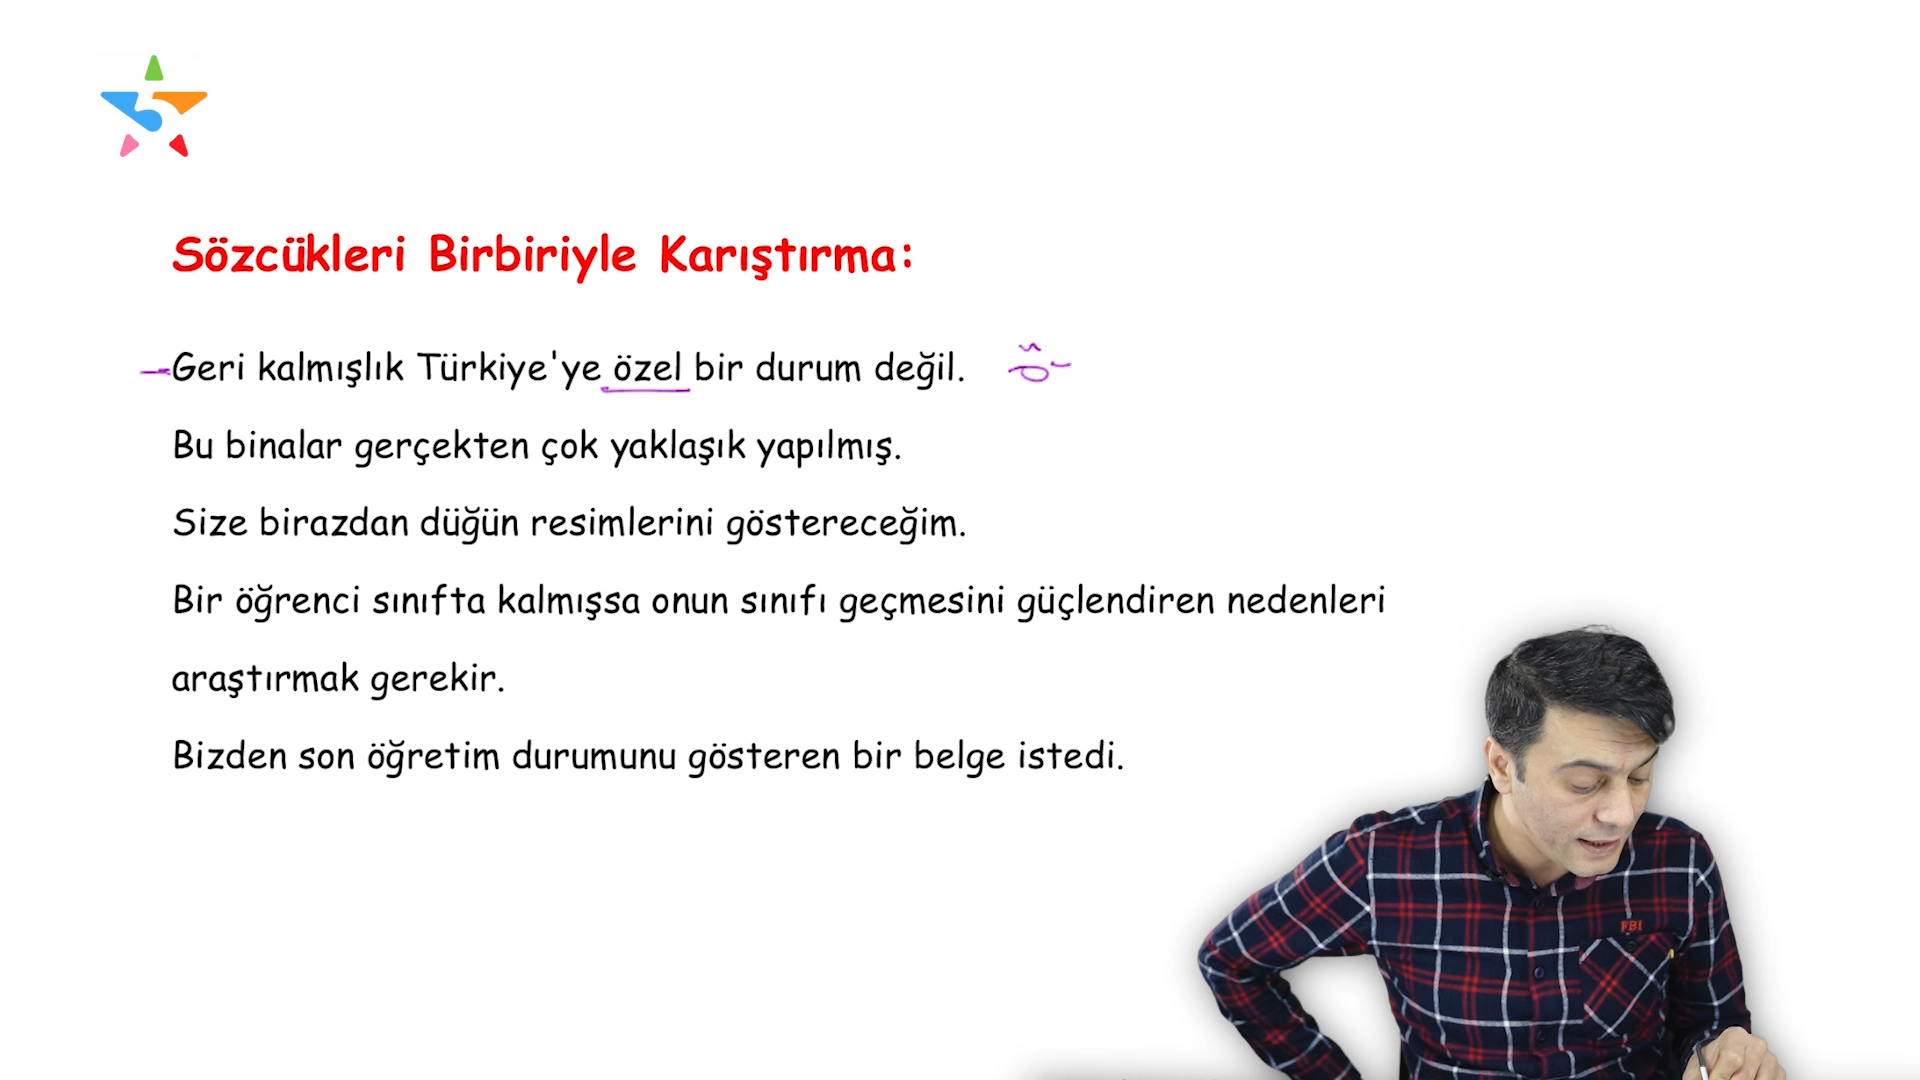 Sözcükleri Birbiriyle Karıştırma:
Geri kalmışlık Türkiye'ye özel bir durum değil.
Bu binalar gerçekten çok yaklaşık yapılmış.
Size birazdan düğün resimlerini göstereceğim.
Bir öğrenci sınıfta kalmışsa onun sınıfı geçmesini güçlendiren nedenleri
araştırmak gerekir.
Bizden son öğretim durumunu gösteren bir belge istedi.
FBI